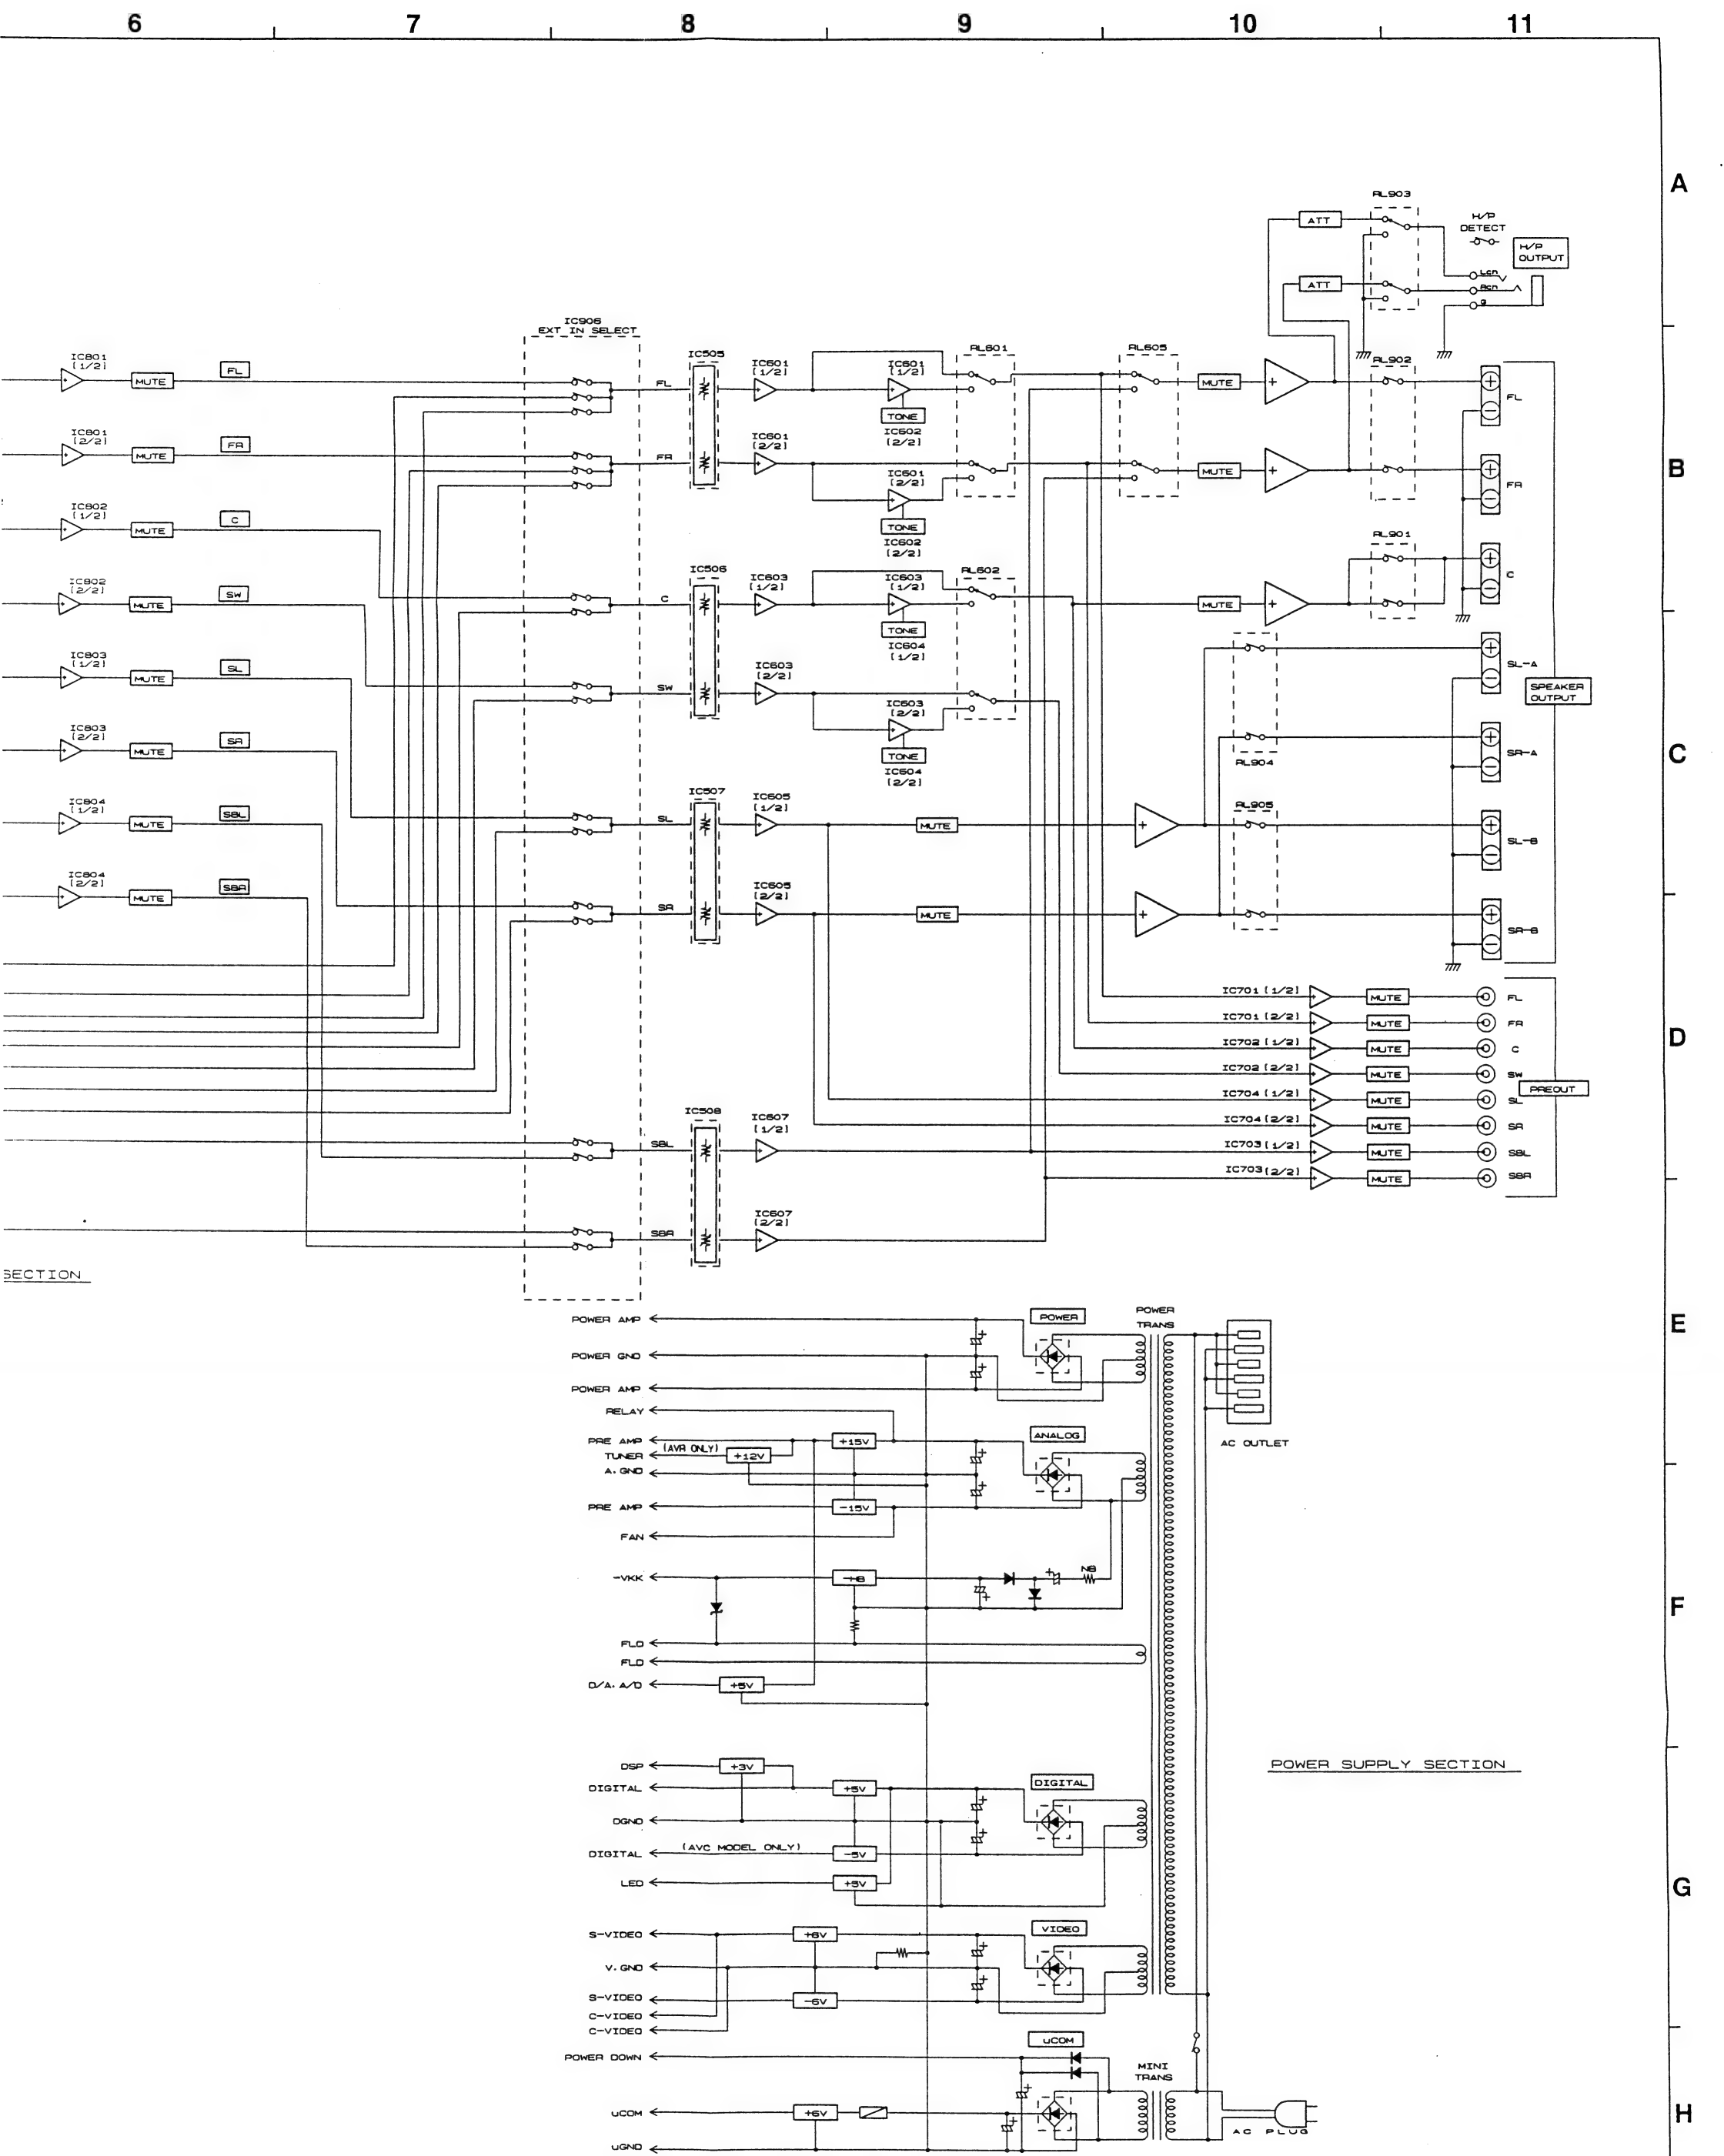 6 7 8 9 10 11
A
RL903
ATT
H/P
DETECT
H/P
OUTPUT
Lch
ATT
Rch
G
IC906
EXT IN SELECT
IC801
[1/2]
MUTE
FL
FL
IC505
IC601
[1/2]
IC601
[1/2]
TONE
IC602
[2/2]
RL601
RL605
MUTE
RL902
FL
IC801
[2/2]
MUTE
FR
FR
IC601
[2/2]
IC601
[2/2]
TONE
IC602
[2/2]
MUTE
FR
B
IC802
[1/2]
MUTE
C
RL901
C
IC802
[2/2]
MUTE
SW
C
IC506
IC603
[1/2]
IC603
[1/2]
TONE
IC604
[1/2]
RL602
MUTE
IC803
[1/2]
MUTE
SL
SW
IC603
[2/2]
IC603
[2/2]
TONE
IC604
[2/2]
SL-A
SPEAKER
OUTPUT
IC803
[2/2]
MUTE
SR
RL904
SR-A
C
IC804
[1/2]
MUTE
SBL
SL
IC507
IC605
[1/2]
MUTE
RL905
SL-B
IC804
[2/2]
MUTE
SBR
SR
IC605
[2/2]
MUTE
SR-B
IC701 [1/2] MUTE FL
IC701 [2/2] MUTE FR
IC702 [1/2] MUTE C
IC702 [2/2] MUTE SW
IC704 [1/2] MUTE SL
IC704 [2/2] MUTE SR
IC703 [1/2] MUTE SBL
IC703 [2/2] MUTE SBR
PREOUT
D
SBL
IC508
IC607
[1/2]
SBR
IC607
[2/2]
SECTION
POWER AMP
POWER
POWER
TRANS
E
POWER GND
POWER AMP
RELAY
PRE AMP
+15V
ANALOG
AC OUTLET
TUNER
(AVR ONLY)
+12V
A. GND
PRE AMP
-15V
FAN
-VKK
NB
F
FLD
FLD
D/A. A/D
+5V
POWER SUPPLY SECTION
DSP
+3V
DIGITAL
+5V
DIGITAL
DGND
DIGITAL
(AVC MODEL ONLY)
-5V
LED
+5V
G
S-VIDEO
+6V
VIDEO
V. GND
S-VIDEO
-6V
C-VIDEO
C-VIDEO
uCOM
POWER DOWN
MINI
TRANS
uCOM
+6V
AC PLUG
H
uGND